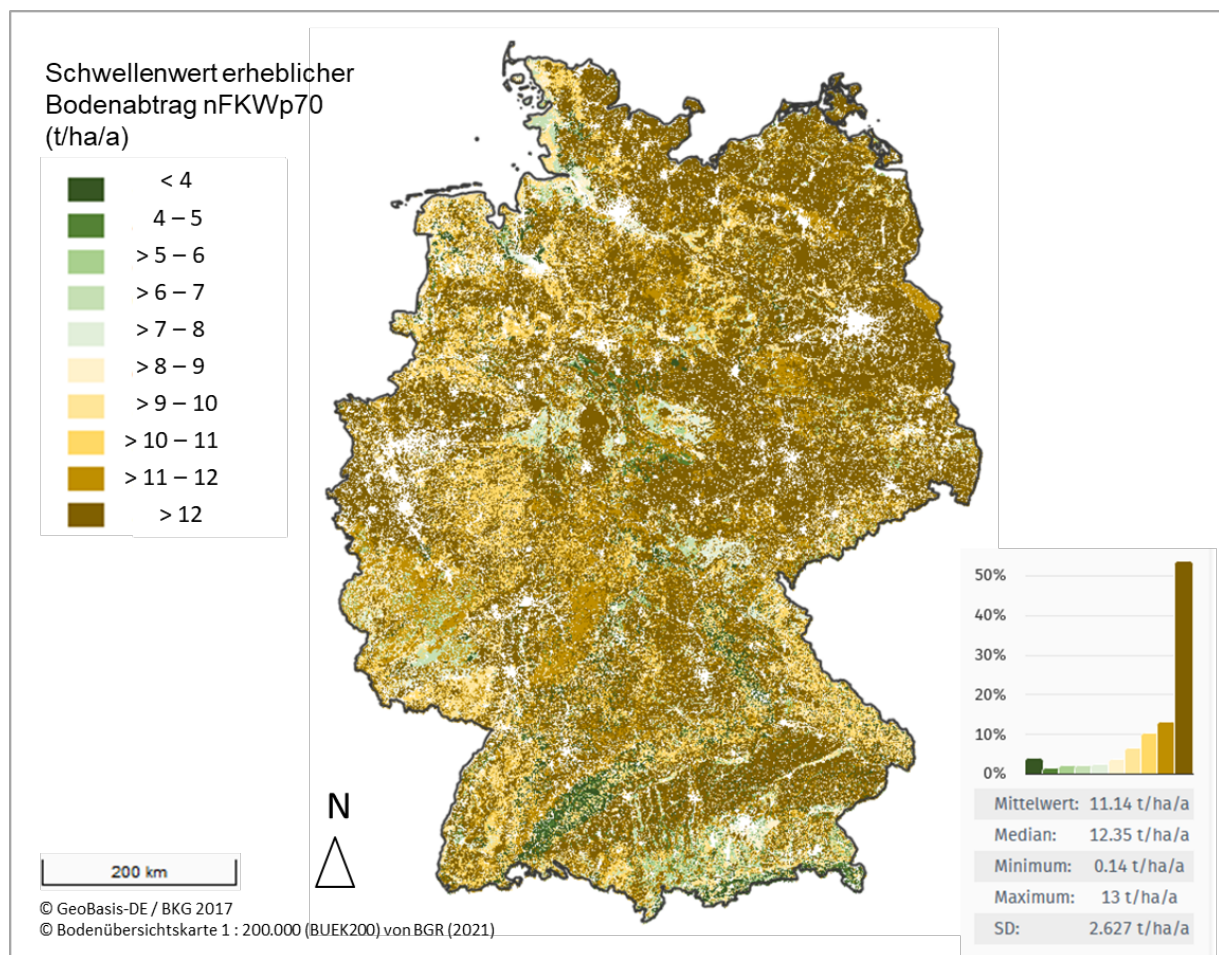 Schwellenwert erheblicher
Bodenabtrag nFKWp70
(t/ha/a)
< 4
4 – 5
> 5 – 6
> 6 – 7
> 7 – 8
> 8 – 9
> 9 – 10
> 10 – 11
> 11 – 12
> 12
50%
40%
30%
20%
10%
0%
Mittelwert: 11.14 t/ha/a
Median: 12.35 t/ha/a
Minimum: 0.14 t/ha/a
Maximum: 13 t/ha/a
SD: 2.627 t/ha/a
N
200 km
© GeoBasis-DE / BKG 2017
© Bodenübersichtskarte 1 : 200.000 (BUEK200) von BGR (2021)